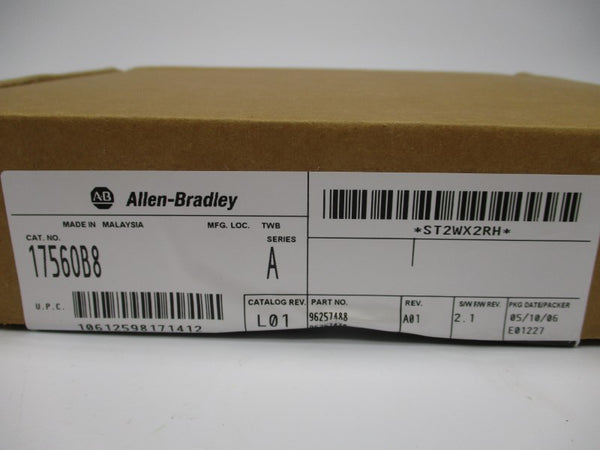 AB Allen-Bradley
MADE IN MALAYSIA MFG. LOC. TWB
CAT. NO. SERIES
1756OB8 A
U.P.C. 10612598171412
*ST2WX2RH*
CATALOG REV. PART NO. REV. S/W F/W REV. PKG DATE/PACKER
L01 96257488 A01 2.1 05/10/06
E01227